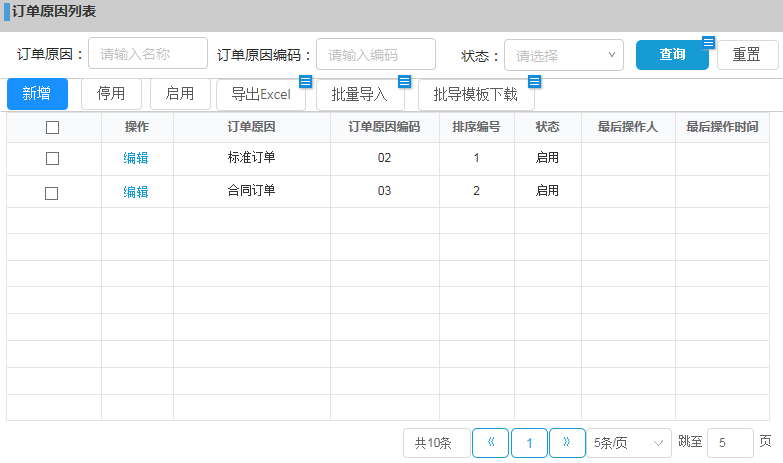 订单原因列表
订单原因： 请输入名称 订单原因编码： 请输入编码 状态： 请选择 查询 重置
新增 停用 启用 导出Excel 批量导入 批导模板下载
操作 订单原因 订单原因编码 排序编号 状态 最后操作人 最后操作时间
编辑 标准订单 02 1 启用
编辑 合同订单 03 2 启用
共10条 《 1 》 5条/页 跳至 5 页